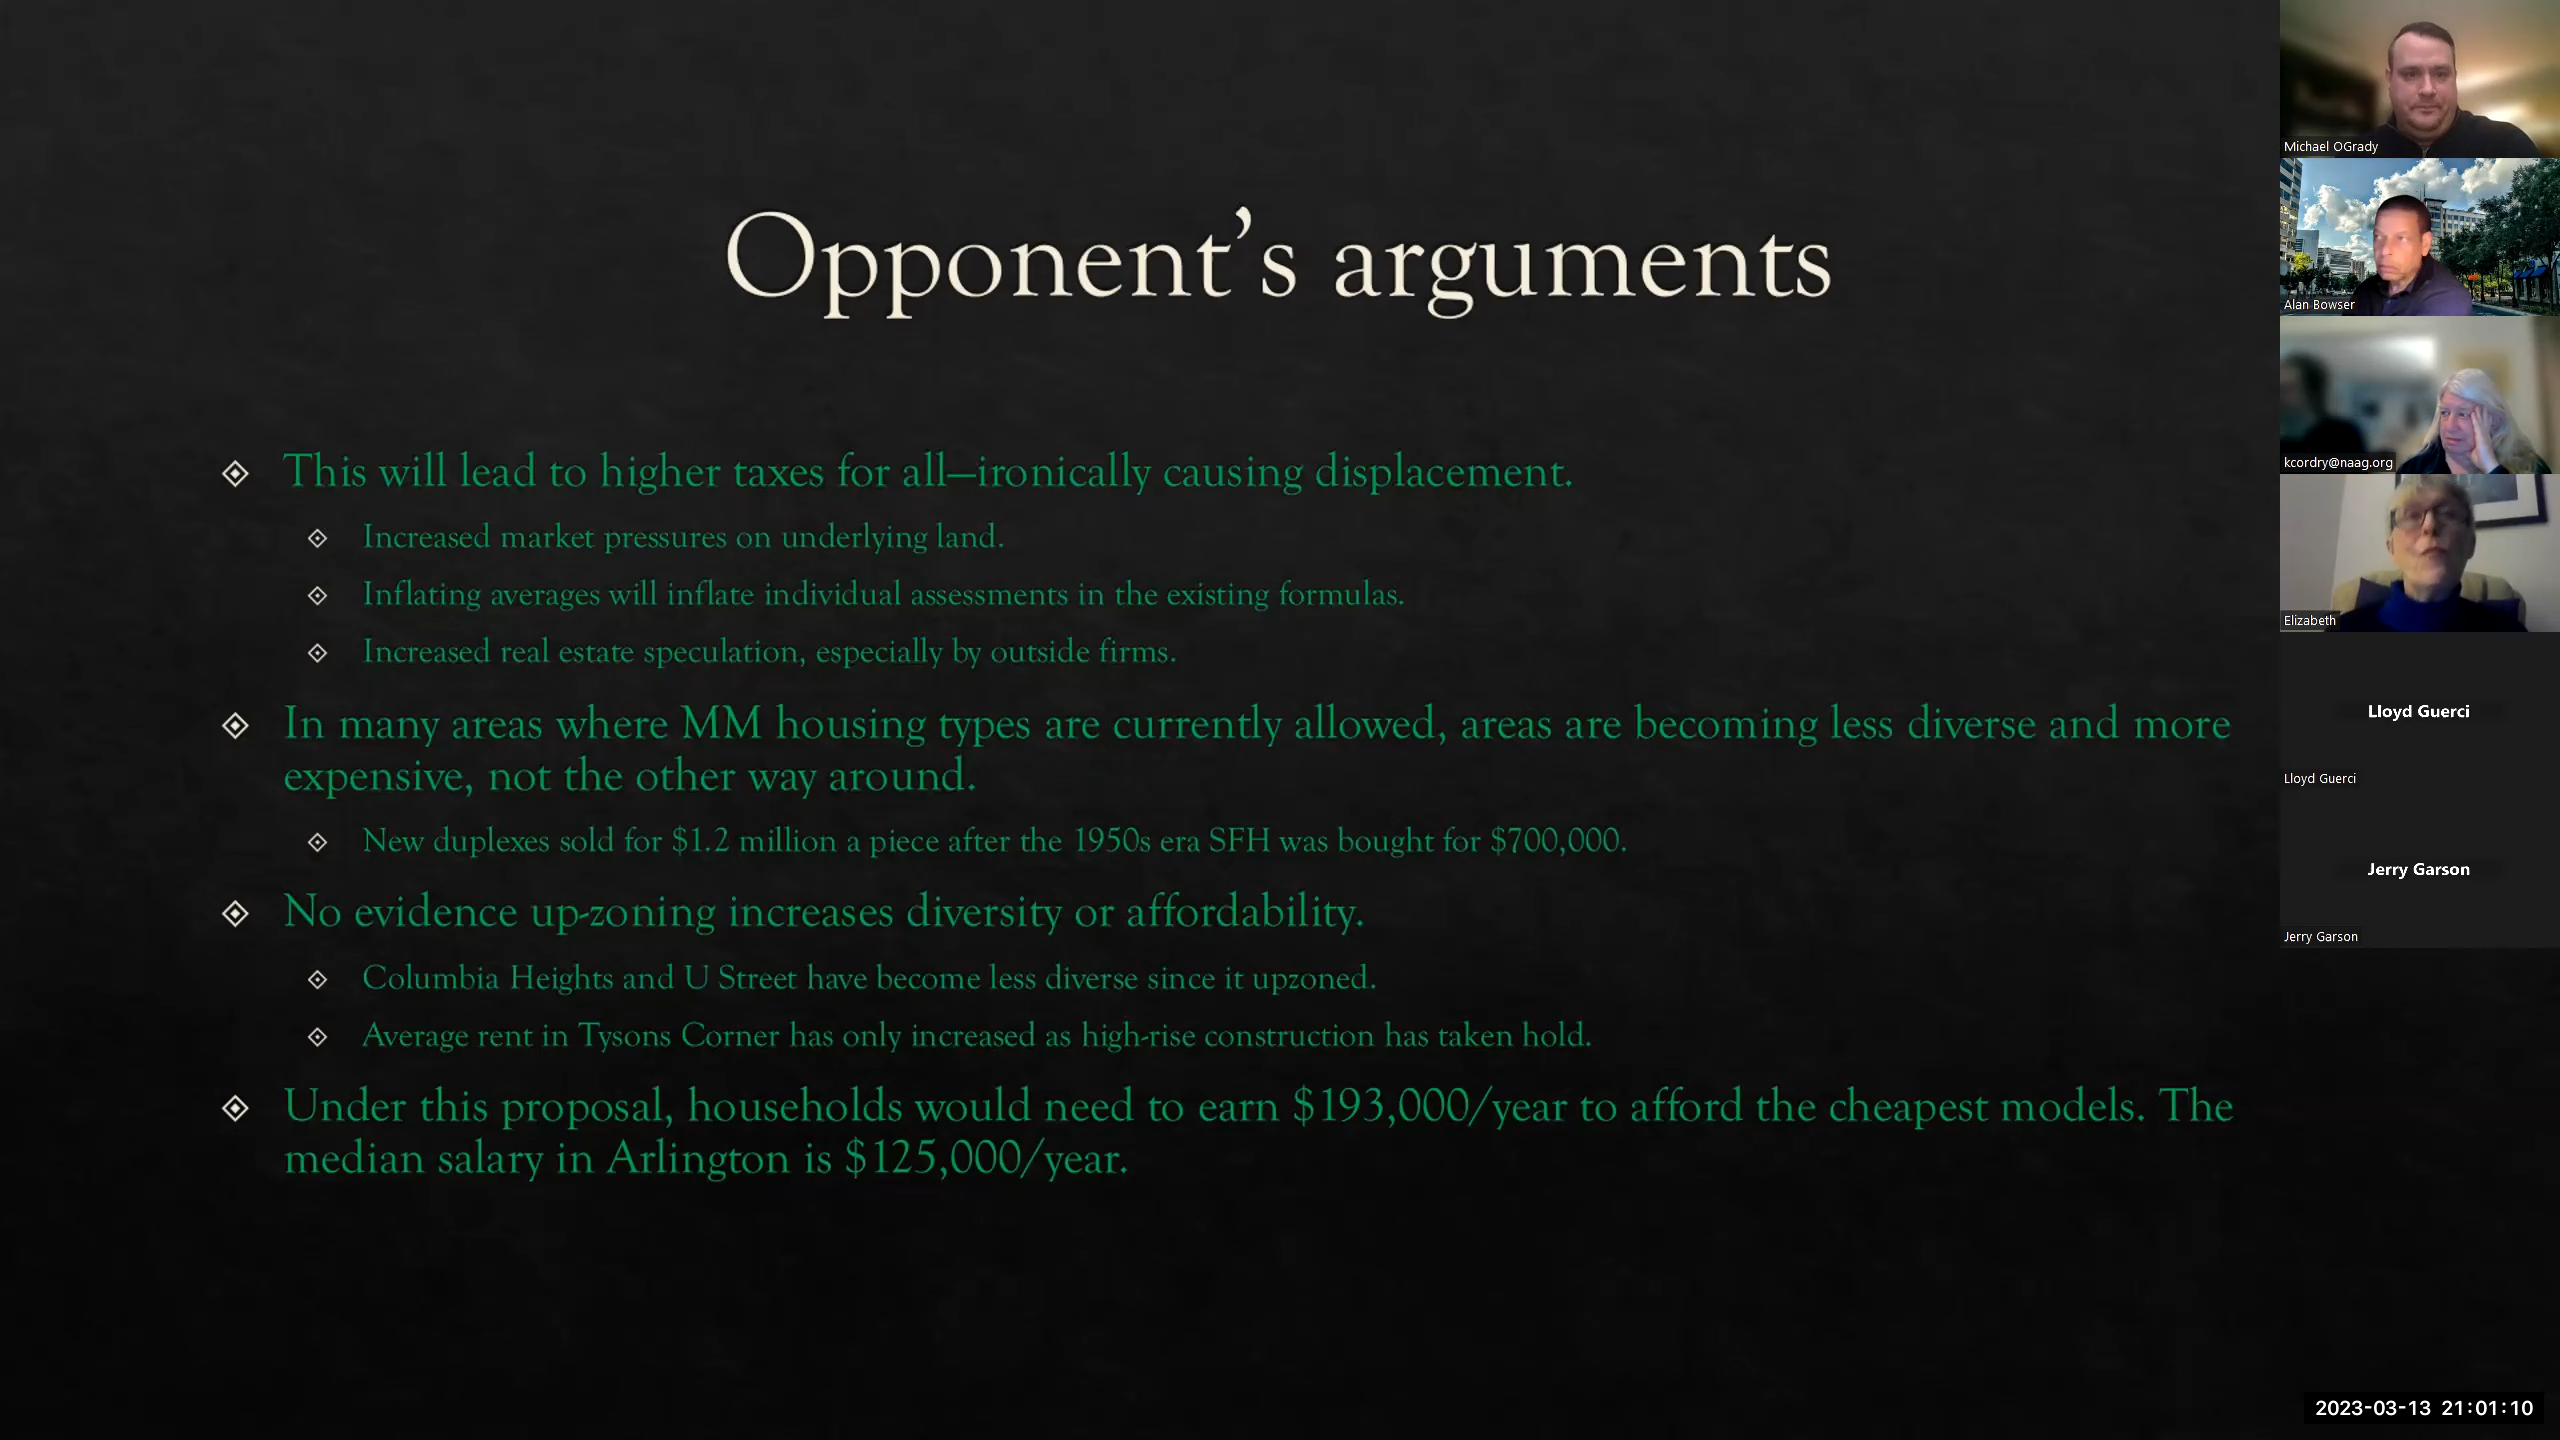 Opponent's arguments
This will lead to higher taxes for all—ironically causing displacement.
Increased market pressures on underlying land.
Inflating averages will inflate individual assessments in the existing formulas.
Increased real estate speculation, especially by outside firms.
In many areas where MM housing types are currently allowed, areas are becoming less diverse and more
expensive, not the other way around.
New duplexes sold for $1.2 million a piece after the 1950s era SFH was bought for $700,000.
No evidence up-zoning increases diversity or affordability.
Columbia Heights and U Street have become less diverse since it upzoned.
Average rent in Tysons Corner has only increased as high-rise construction has taken hold.
Under this proposal, households would need to earn $193,000/year to afford the cheapest models. The
median salary in Arlington is $125,000/year.
Michael OGrady
Alan Bowser
kcordry@naag.org
Elizabeth
Lloyd Guerci
Lloyd Guerci
Jerry Garson
Jerry Garson
2023-03-13 21:01:10